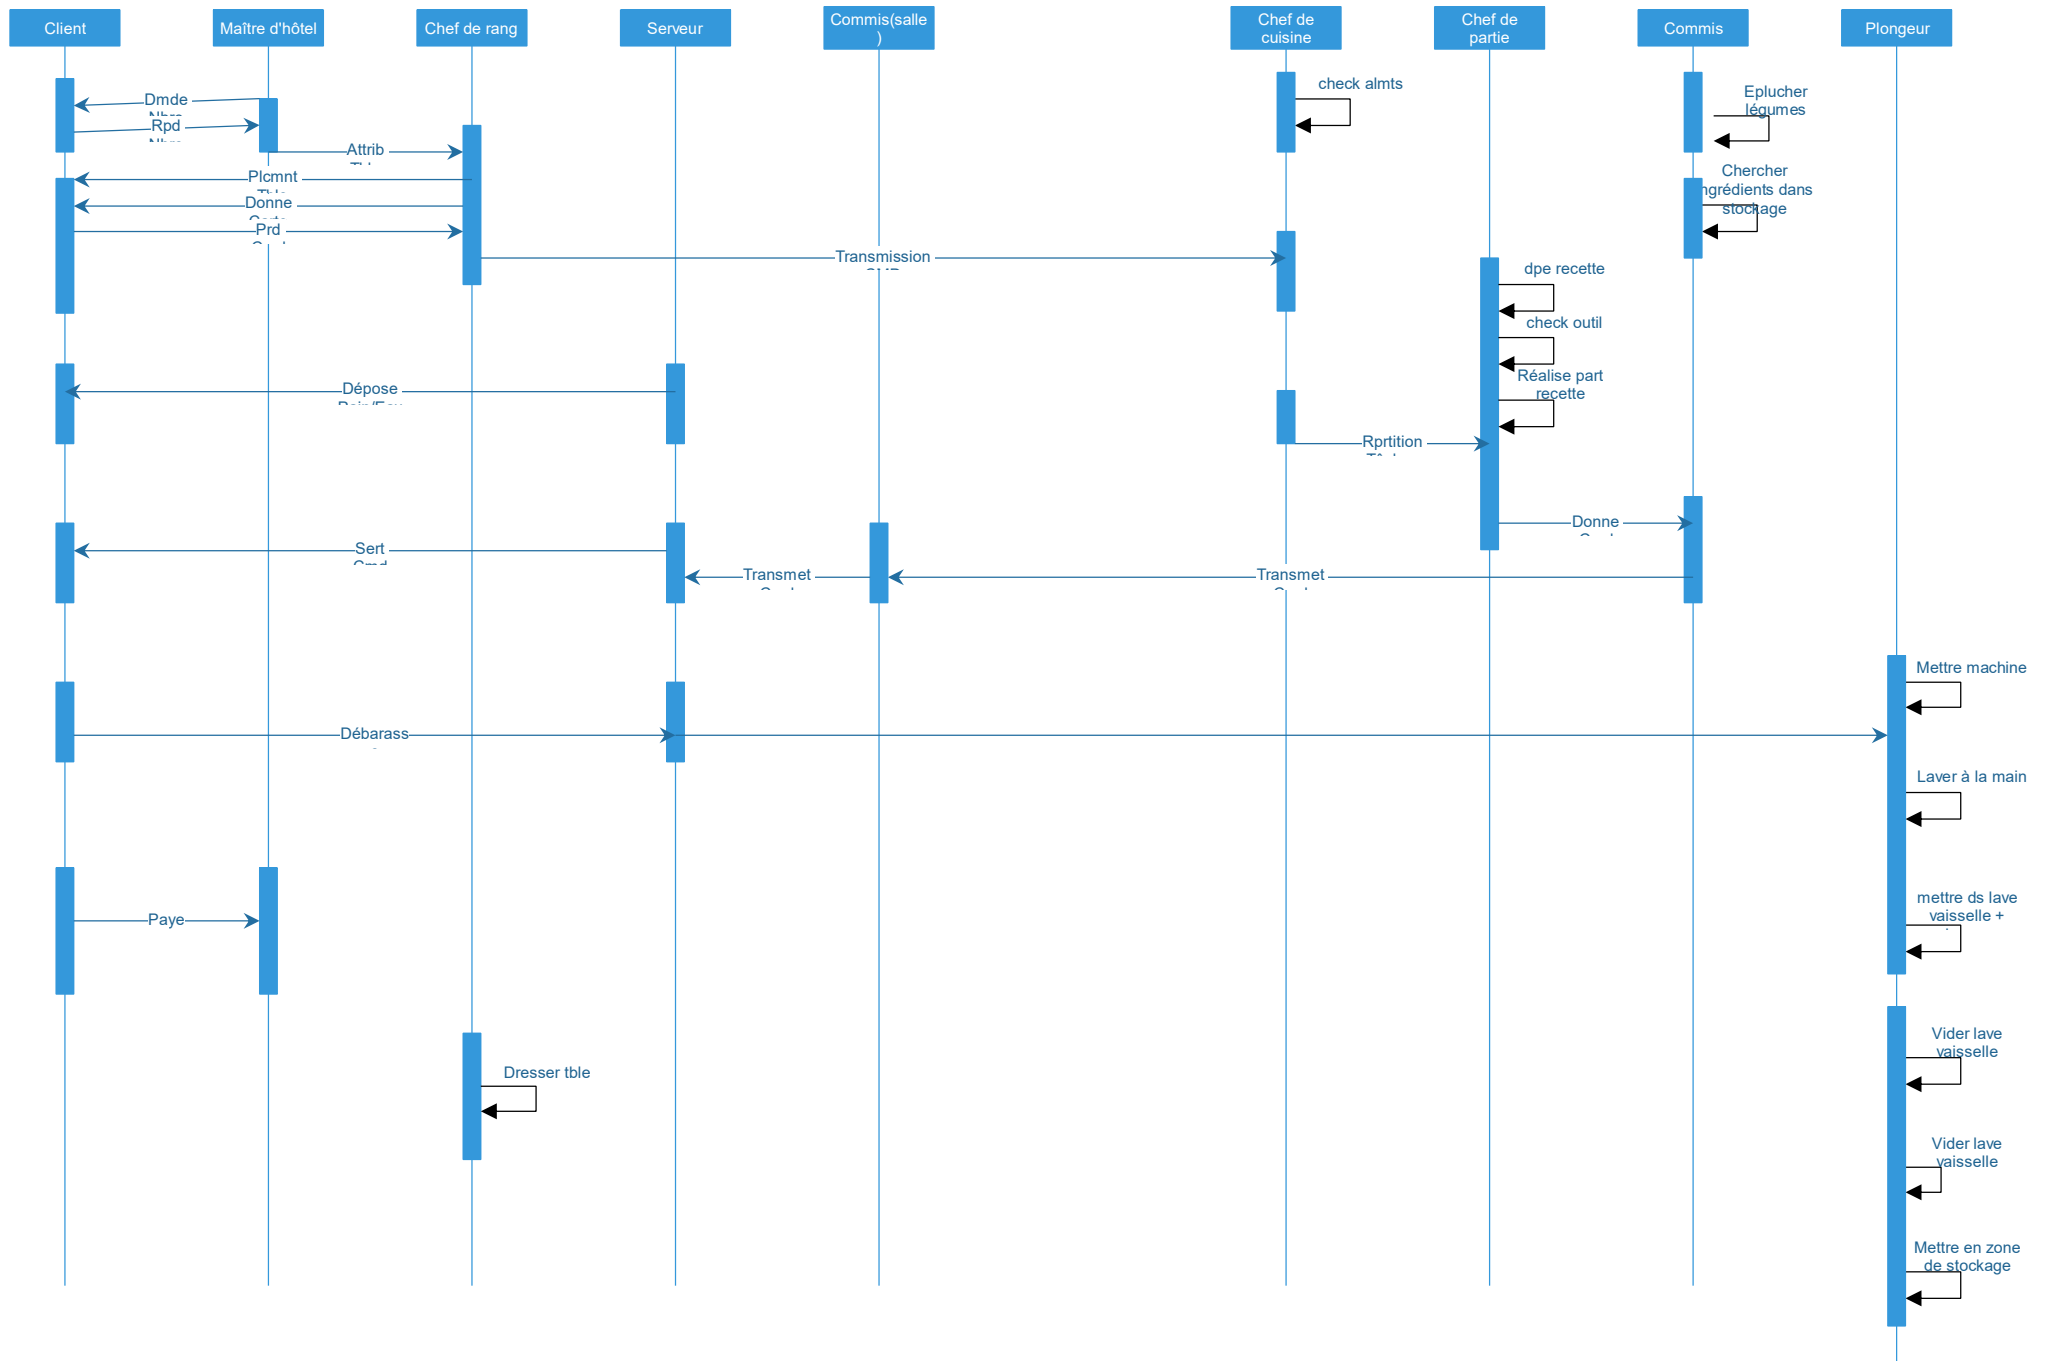 Client
Maître d'hôtel
Chef de rang
Serveur
Commis(salle
)
Chef de
cuisine
Chef de
partie
Commis
Plongeur
check almts
Eplucher
légumes
Dmde
Rpd
Attrib
Chercher
ingrédients dans
stockage
Plcmnt
Donne
Prd
Transmission
dpe recette
check outil
Réalise part
recette
Dépose
Pain/Eau
Rprtition
Donne
Sert
Cmd
Transmet
Transmet
Mettre machine
Débarass
Laver à la main
mettre ds lave
vaisselle +
Paye
Vider lave
vaisselle
Dresser tble
Vider lave
vaisselle
Mettre en zone
de stockage